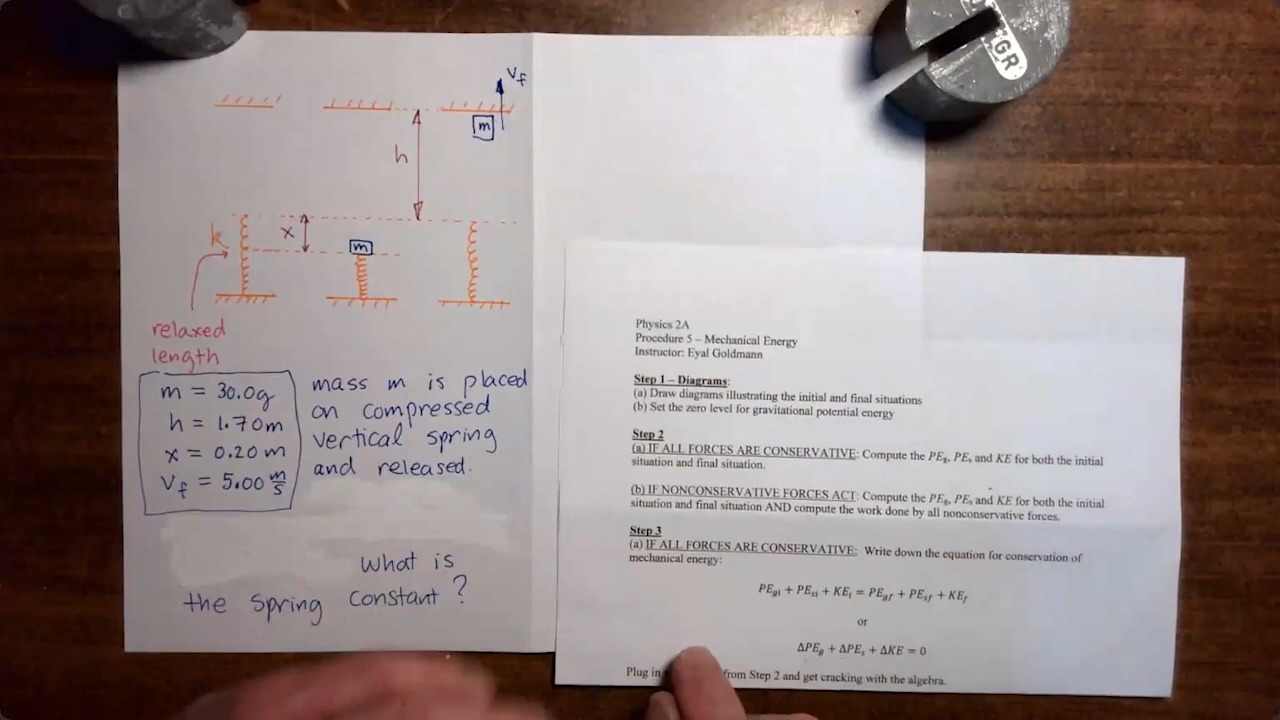 v_f
m
h
x
k
m
relaxed
length
m = 30.0g
h = 1.70m
x = 0.20 m
v_f = 5.00 m/s
mass m is placed
on compressed
vertical spring
and released.
What is
the spring constant?
GR
Physics 2A
Procedure 5 – Mechanical Energy
Instructor: Eyal Goldmann
Step 1 – Diagrams:
(a) Draw diagrams illustrating the initial and final situations
(b) Set the zero level for gravitational potential energy
Step 2
(a) IF ALL FORCES ARE CONSERVATIVE: Compute the PE_g, PE_s and KE for both the initial
situation and final situation.
(b) IF NONCONSERVATIVE FORCES ACT: Compute the PE_g, PE_s and KE for both the initial
situation and final situation AND compute the work done by all nonconservative forces.
Step 3
(a) IF ALL FORCES ARE CONSERVATIVE: Write down the equation for conservation of
mechanical energy:
PE_gi + PE_si + KE_i = PE_gf + PE_sf + KE_f
or
ΔPE_g + ΔPE_s + ΔKE = 0
Plug in from Step 2 and get cracking with the algebra.